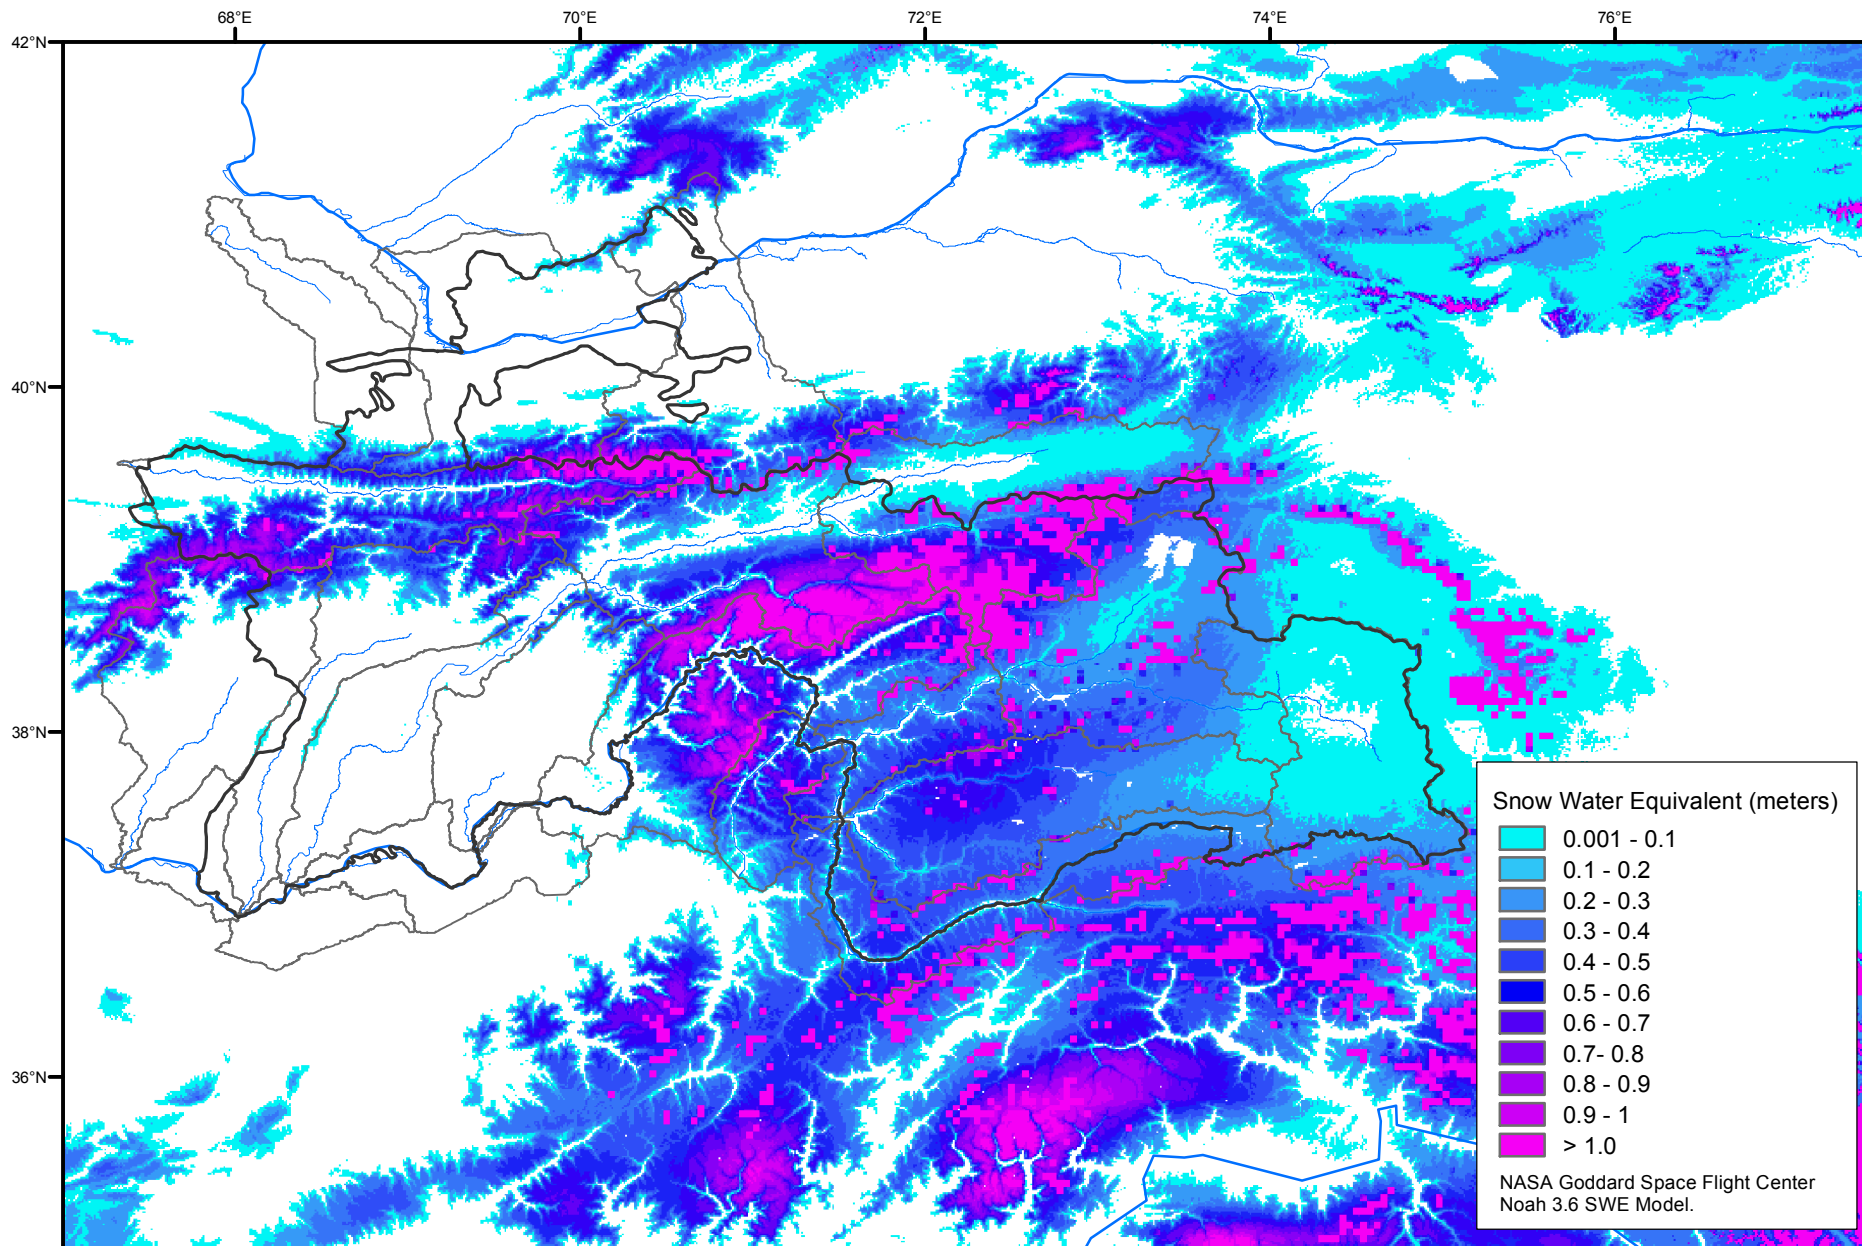 68°E 70°E 72°E 74°E 76°E
42°N
40°N
38°N
36°N
Snow Water Equivalent (meters)
0.001 - 0.1
0.1 - 0.2
0.2 - 0.3
0.3 - 0.4
0.4 - 0.5
0.5 - 0.6
0.6 - 0.7
0.7- 0.8
0.8 - 0.9
0.9 - 1
> 1.0
NASA Goddard Space Flight Center
Noah 3.6 SWE Model.